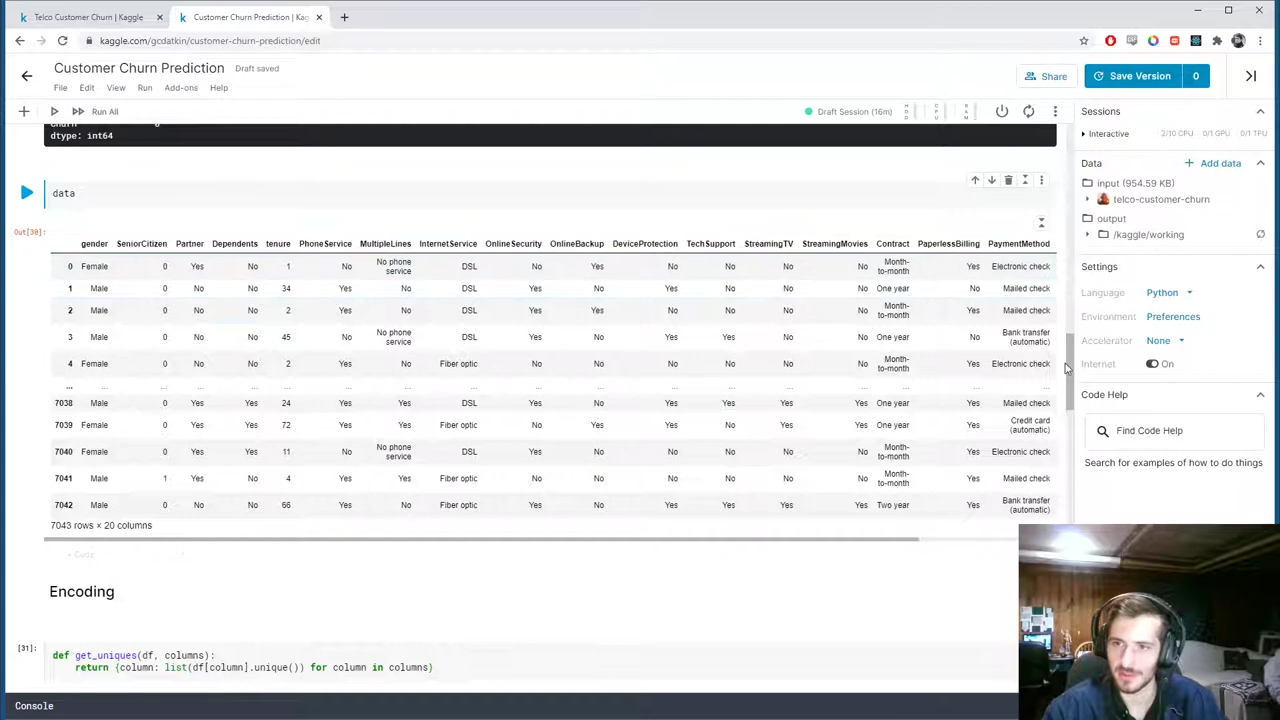 Telco Customer Churn | Kaggle
Customer Churn Prediction | Kag
kaggle.com/gcdatkin/customer-churn-prediction/edit
Customer Churn Prediction Draft saved
File Edit View Run Add-ons Help
Share
Save Version 0
Run All
Draft Session (16m)
HDD CPU RAM
dtype: int64
data
Out[30]:
gender SeniorCitizen Partner Dependents tenure PhoneService MultipleLines InternetService OnlineSecurity OnlineBackup DeviceProtection TechSupport StreamingTV StreamingMovies Contract PaperlessBilling PaymentMethod
0 Female 0 Yes No 1 No No phone service DSL No Yes No No No No Month-to-month Yes Electronic check
1 Male 0 No No 34 Yes No DSL Yes No Yes No No No One year No Mailed check
2 Male 0 No No 2 Yes No DSL Yes Yes No No No No Month-to-month Yes Mailed check
3 Male 0 No No 45 No No phone service DSL Yes No Yes Yes No No One year No Bank transfer (automatic)
4 Female 0 No No 2 Yes No Fiber optic No No No No No No Month-to-month Yes Electronic check
... ... ... ... ... ... ... ... ... ... ... ... ... ... ... ... ... ...
7038 Male 0 Yes Yes 24 Yes Yes DSL Yes No Yes Yes Yes Yes One year Yes Mailed check
7039 Female 0 Yes Yes 72 Yes Yes Fiber optic No Yes Yes No Yes Yes One year Yes Credit card (automatic)
7040 Female 0 Yes Yes 11 No No phone service DSL Yes No No No No No Month-to-month Yes Electronic check
7041 Male 1 Yes No 4 Yes Yes Fiber optic No No No No No No Month-to-month Yes Mailed check
7042 Male 0 No No 66 Yes No Fiber optic Yes No Yes Yes Yes Yes Two year Yes Bank transfer (automatic)
7043 rows × 20 columns
+ Code
Encoding
[31]:
def get_uniques(df, columns):
return {column: list(df[column].unique()) for column in columns}
Console
Sessions
Interactive 2/10 CPU 0/1 GPU 0/1 TPU
Data + Add data
input (954.59 KB)
telco-customer-churn
output
/kaggle/working
Settings
Language Python
Environment Preferences
Accelerator None
Internet On
Code Help
Find Code Help
Search for examples of how to do things